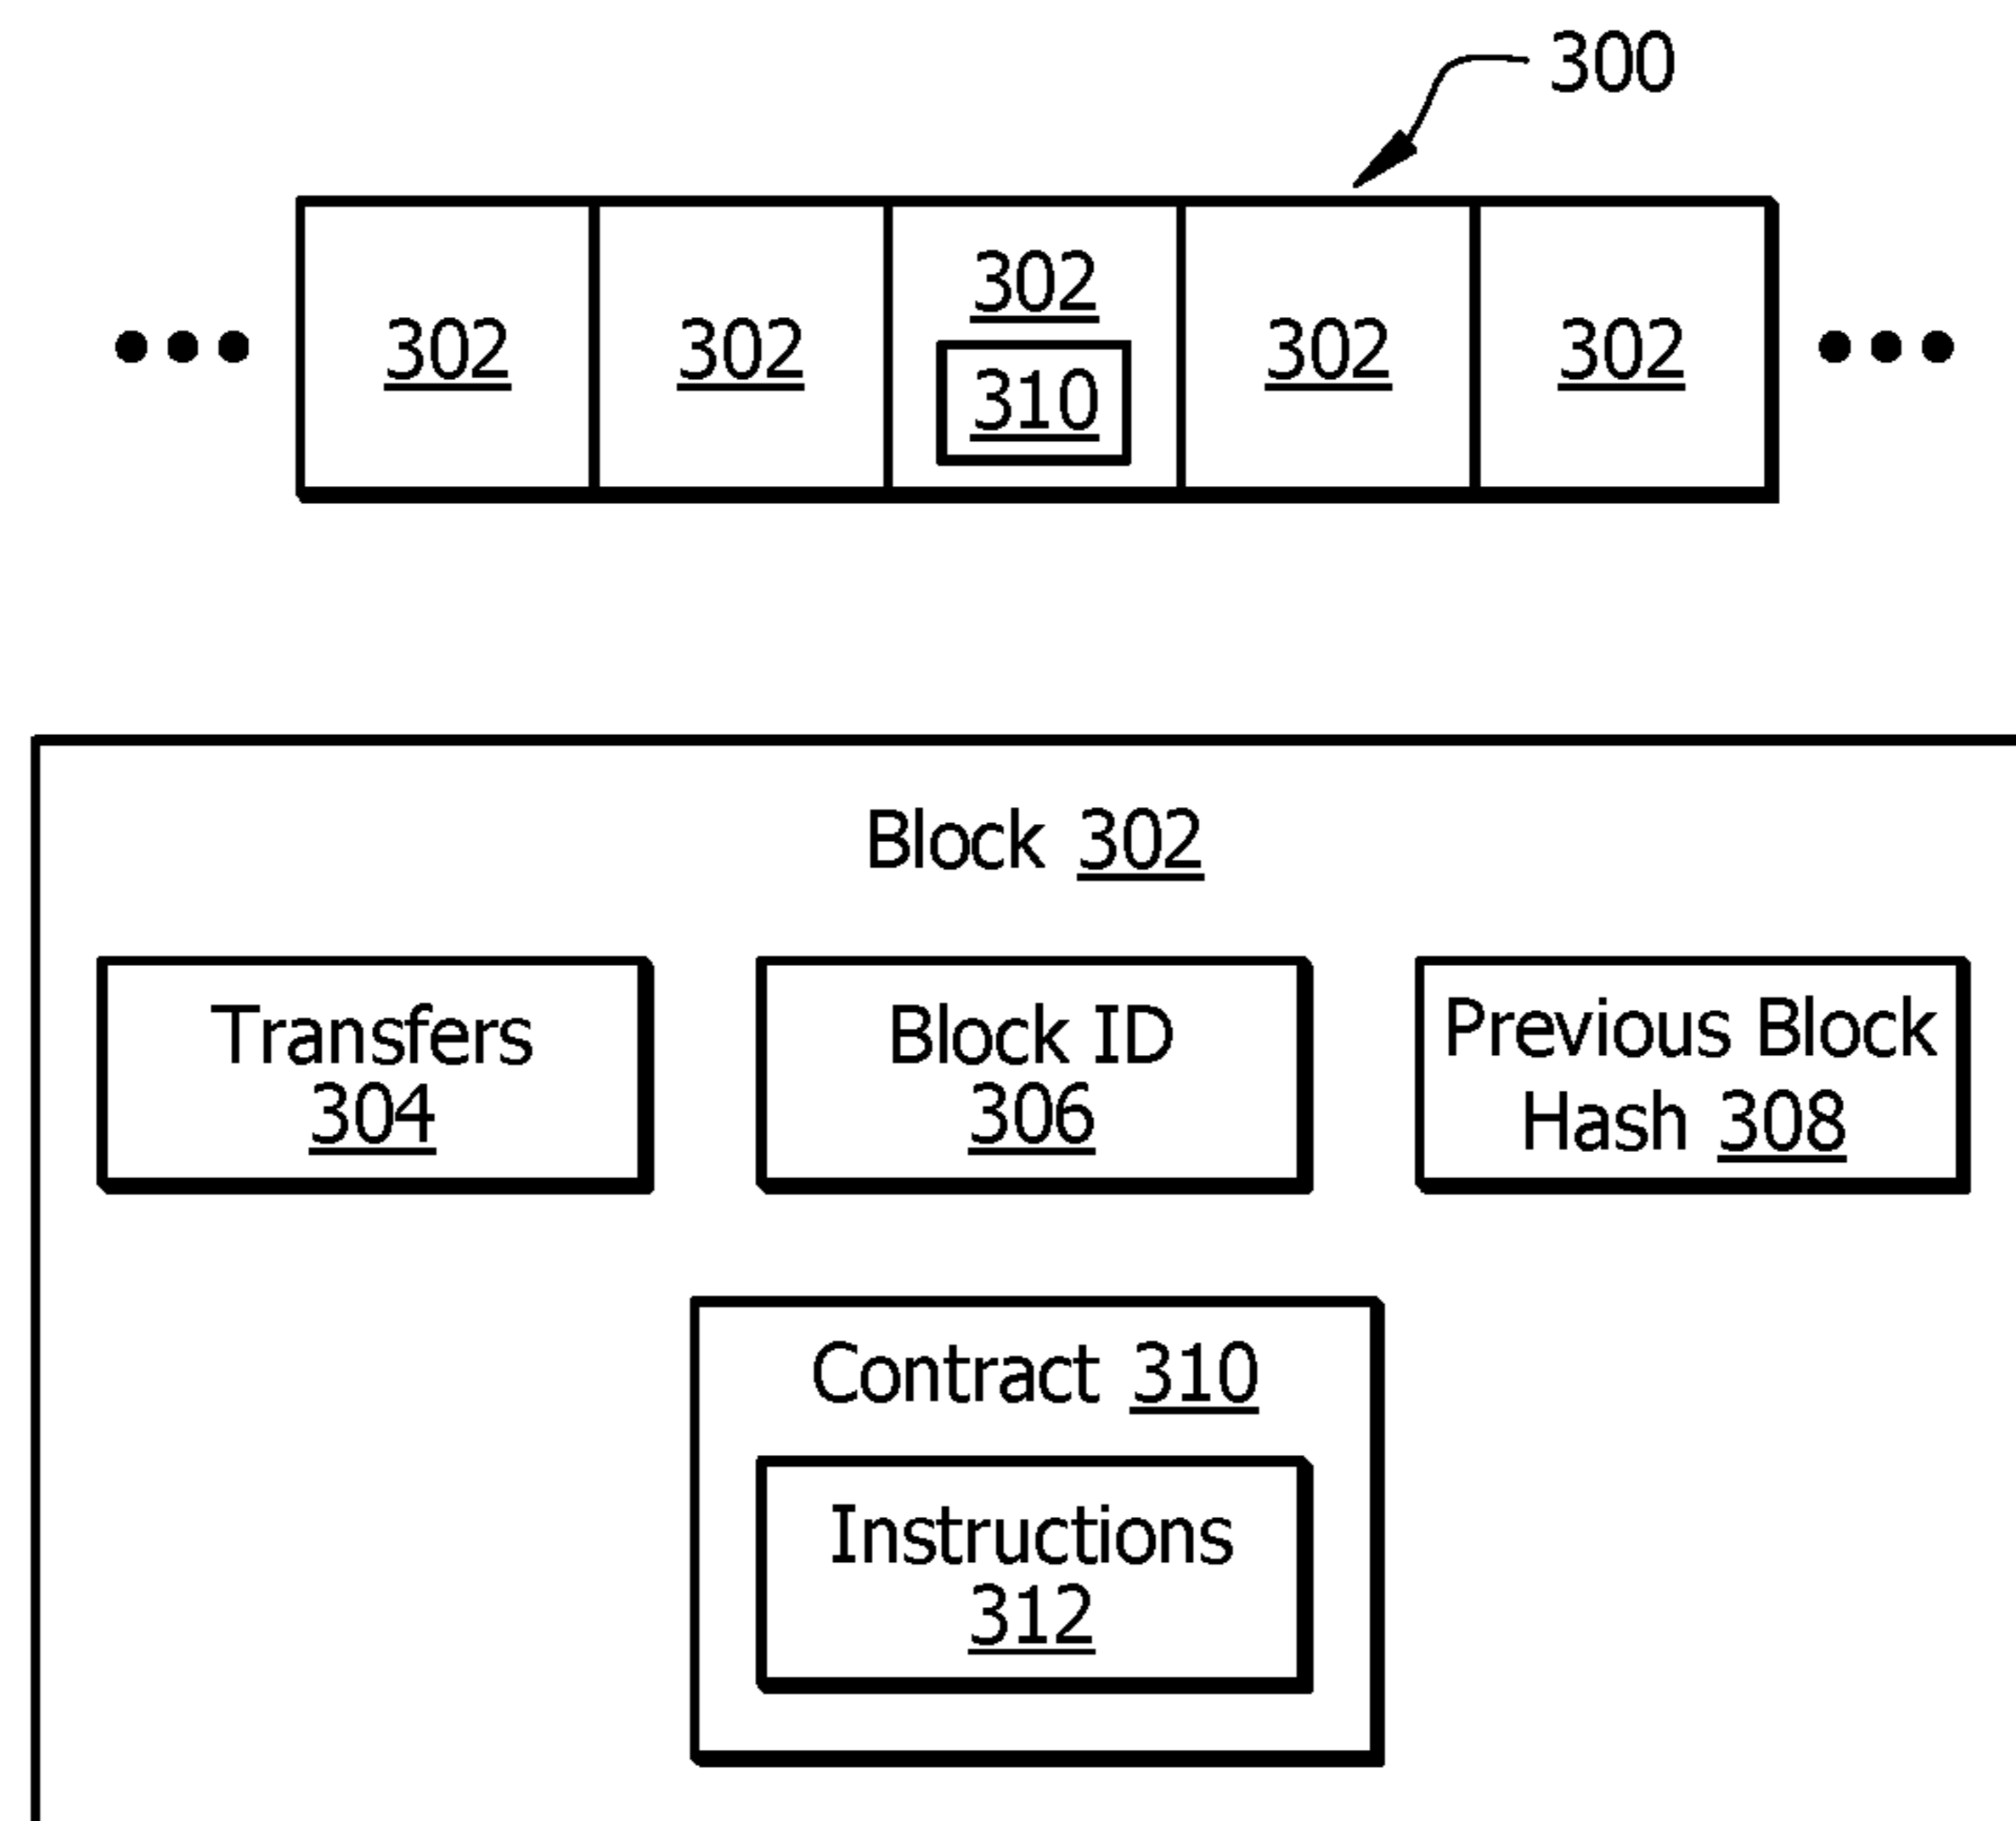 300
302 302 302 302 302
310
Block 302
Transfers
304
Block ID
306
Previous Block
Hash 308
Contract 310
Instructions
312